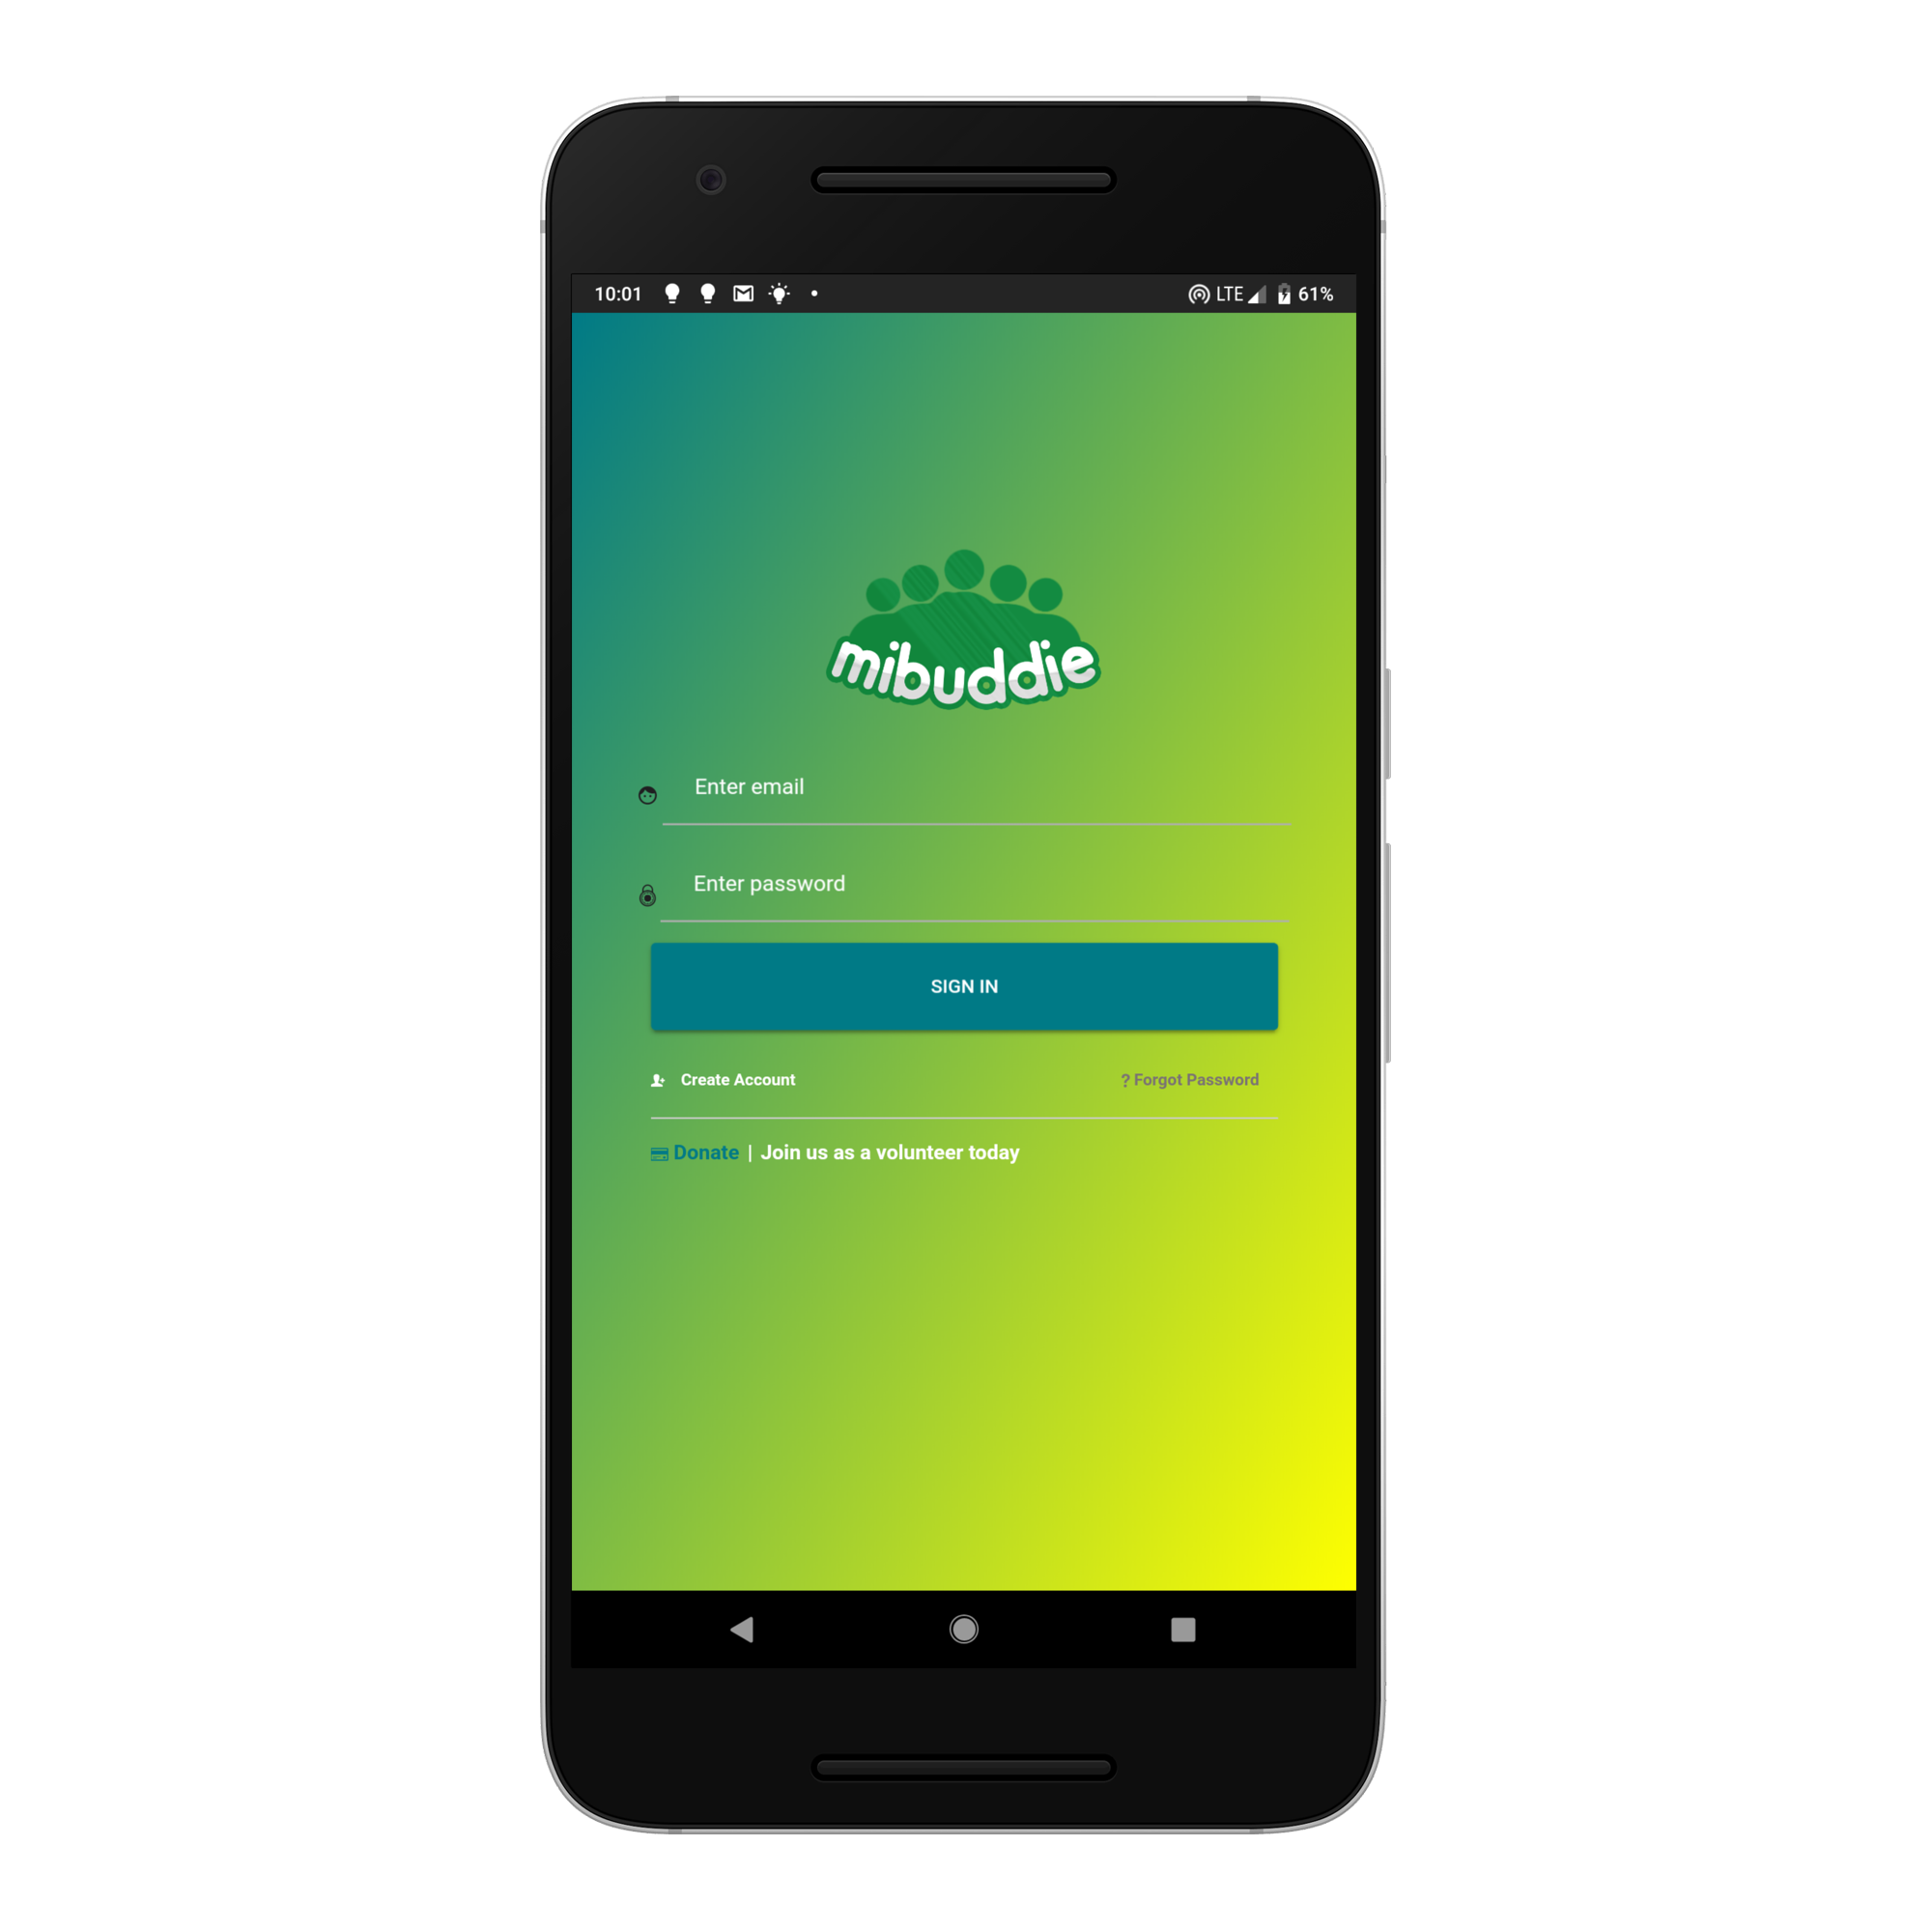 10:01 LTE 61%
mibuddie
Enter email
Enter password
SIGN IN
Create Account ? Forgot Password
Donate | Join us as a volunteer today